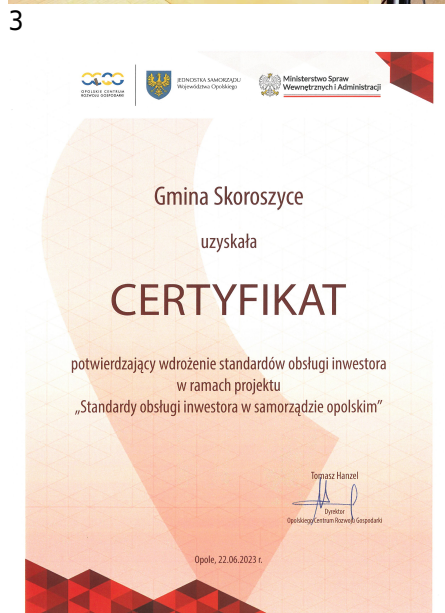 3
OPOLSKIE CENTRUM
ROZWOJU GOSPODARKI
JEDNOSTKA SAMORZĄDU
Województwa Opolskiego
Ministerstwo Spraw
Wewnętrznych i Administracji
Gmina Skoroszyce
uzyskała
CERTYFIKAT
potwierdzający wdrożenie standardów obsługi inwestora
w ramach projektu
„Standardy obsługi inwestora w samorządzie opolskim”
Tomasz Hanzel
Dyrektor
Opolskiego Centrum Rozwoju Gospodarki
Opole, 22.06.2023 r.